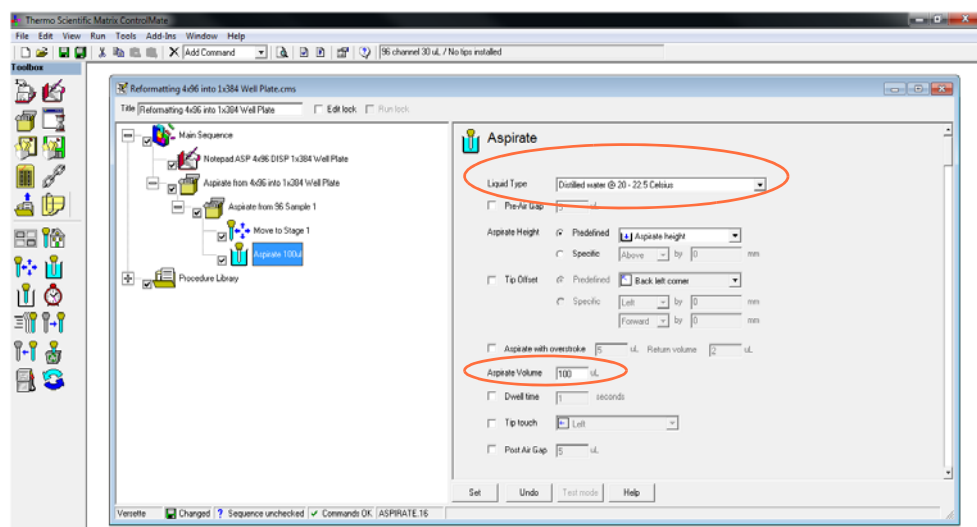 Thermo Scientific Matrix ControlMate
File Edit View Run Tools Add-Ins Window Help
Add Command
96 channel 30 uL / No tips installed
Toolbox
Reformatting 4x96 into 1x384 Well Plate.cms
Title Reformatting 4x96 into 1x384 Well Plate Edit lock Run lock
Main Sequence
Notepad ASP 4x96 DISP 1x384 Well Plate
Aspirate from 4x96 into 1x384 Well Plate
Aspirate from 96 Sample 1
Move to Stage 1
Aspirate 100ul
Procedure Library
Aspirate
Liquid Type Distilled water @ 20 - 22.5 Celsius
Pre-Air Gap 5 uL
Aspirate Height Predefined Aspirate height
Specific Above by 0 mm
Tip Offset Predefined Back left corner
Specific Left by 0 mm
Forward by 0 mm
Aspirate with overstroke 5 uL Return volume 2 uL
Aspirate Volume 100 uL
Dwell time 1 seconds
Tip touch Left
Post Air Gap 5 uL
Set Undo Test mode Help
Versette Changed ? Sequence unchecked Commands OK ASPIRATE.16